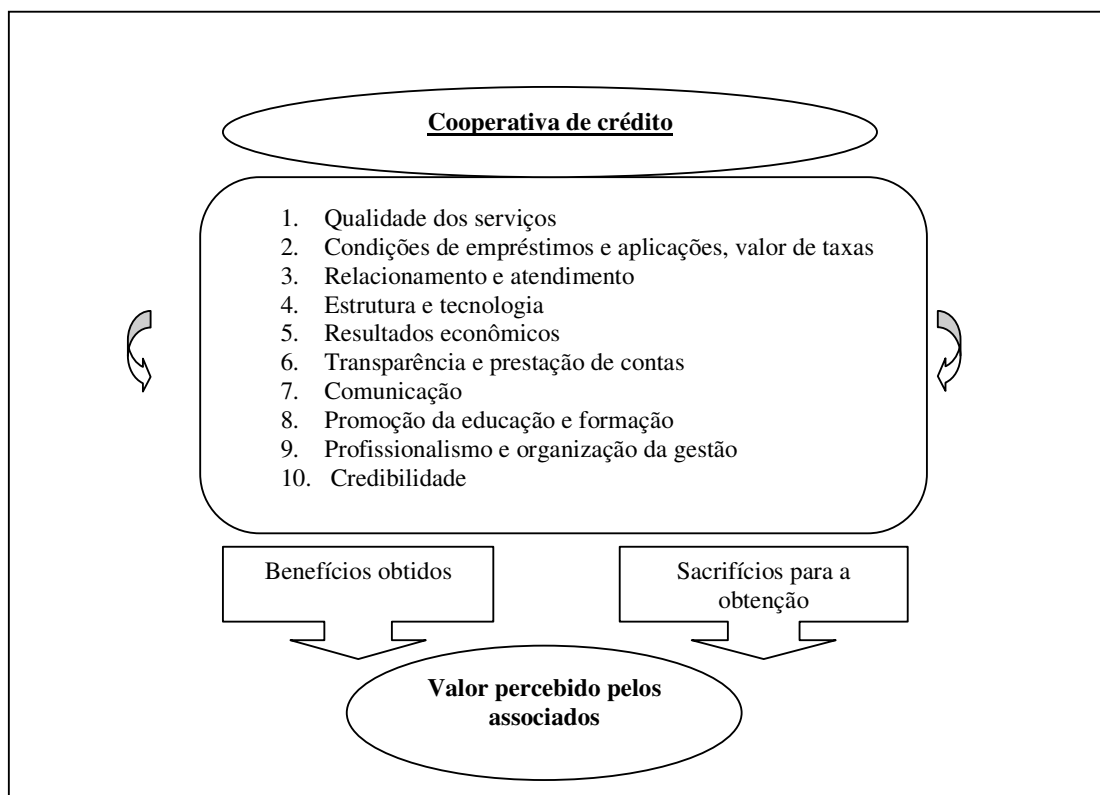 Cooperativa de crédito
1. Qualidade dos serviços
2. Condições de empréstimos e aplicações, valor de taxas
3. Relacionamento e atendimento
4. Estrutura e tecnologia
5. Resultados econômicos
6. Transparência e prestação de contas
7. Comunicação
8. Promoção da educação e formação
9. Profissionalismo e organização da gestão
10. Credibilidade
Benefícios obtidos
Sacrifícios para a
obtenção
Valor percebido pelos
associados